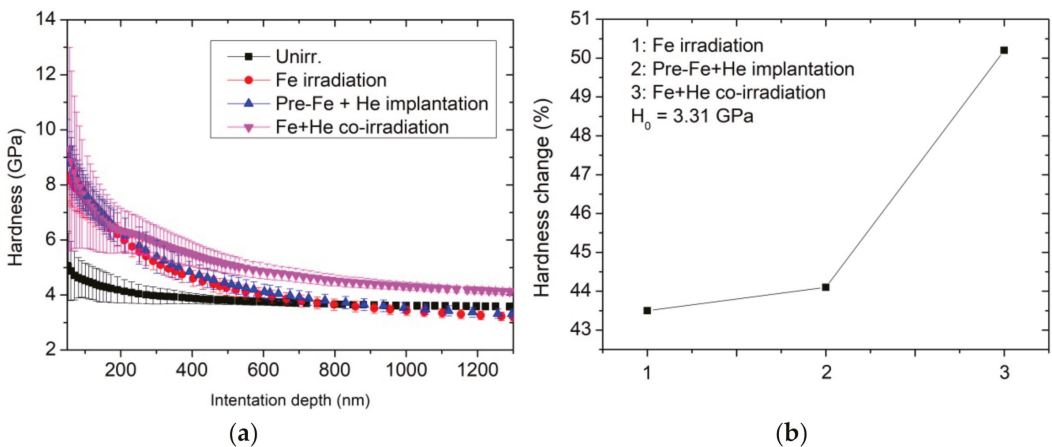 14
12
10
8
6
4
2
Hardness (GPa)
Unirr.
Fe irradiation
Pre-Fe + He implantation
Fe+He co-irradiation
200 400 600 800 1000 1200
Intentation depth (nm)
(a)
51
50
49
48
47
46
45
44
43
Hardness change (%)
1: Fe irradiation
2: Pre-Fe+He implantation
3: Fe+He co-irradiation
H0 = 3.31 GPa
1 2 3
(b)